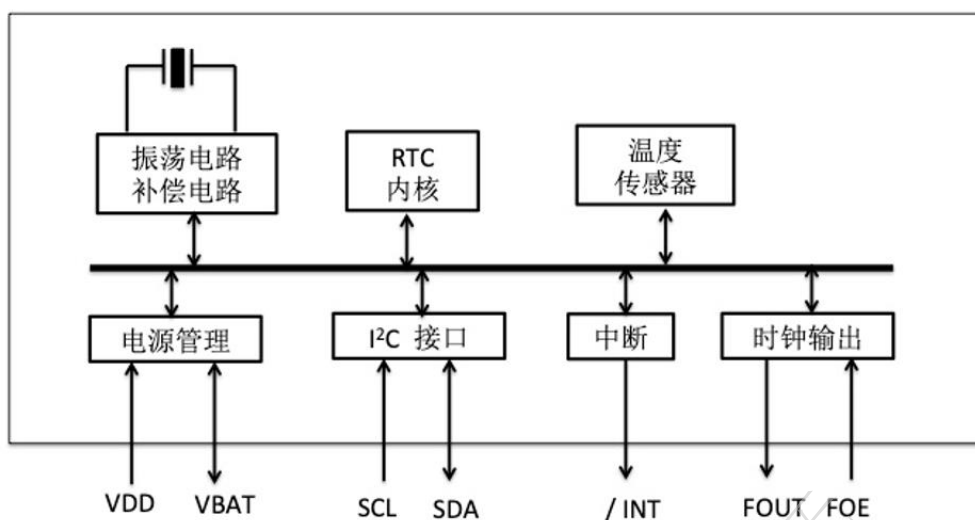 振荡电路
补偿电路
RTC
内核
温度
传感器
电源管理
I²C 接口
中断
时钟输出
VDD
VBAT
SCL
SDA
/ INT
FOUT
FOE